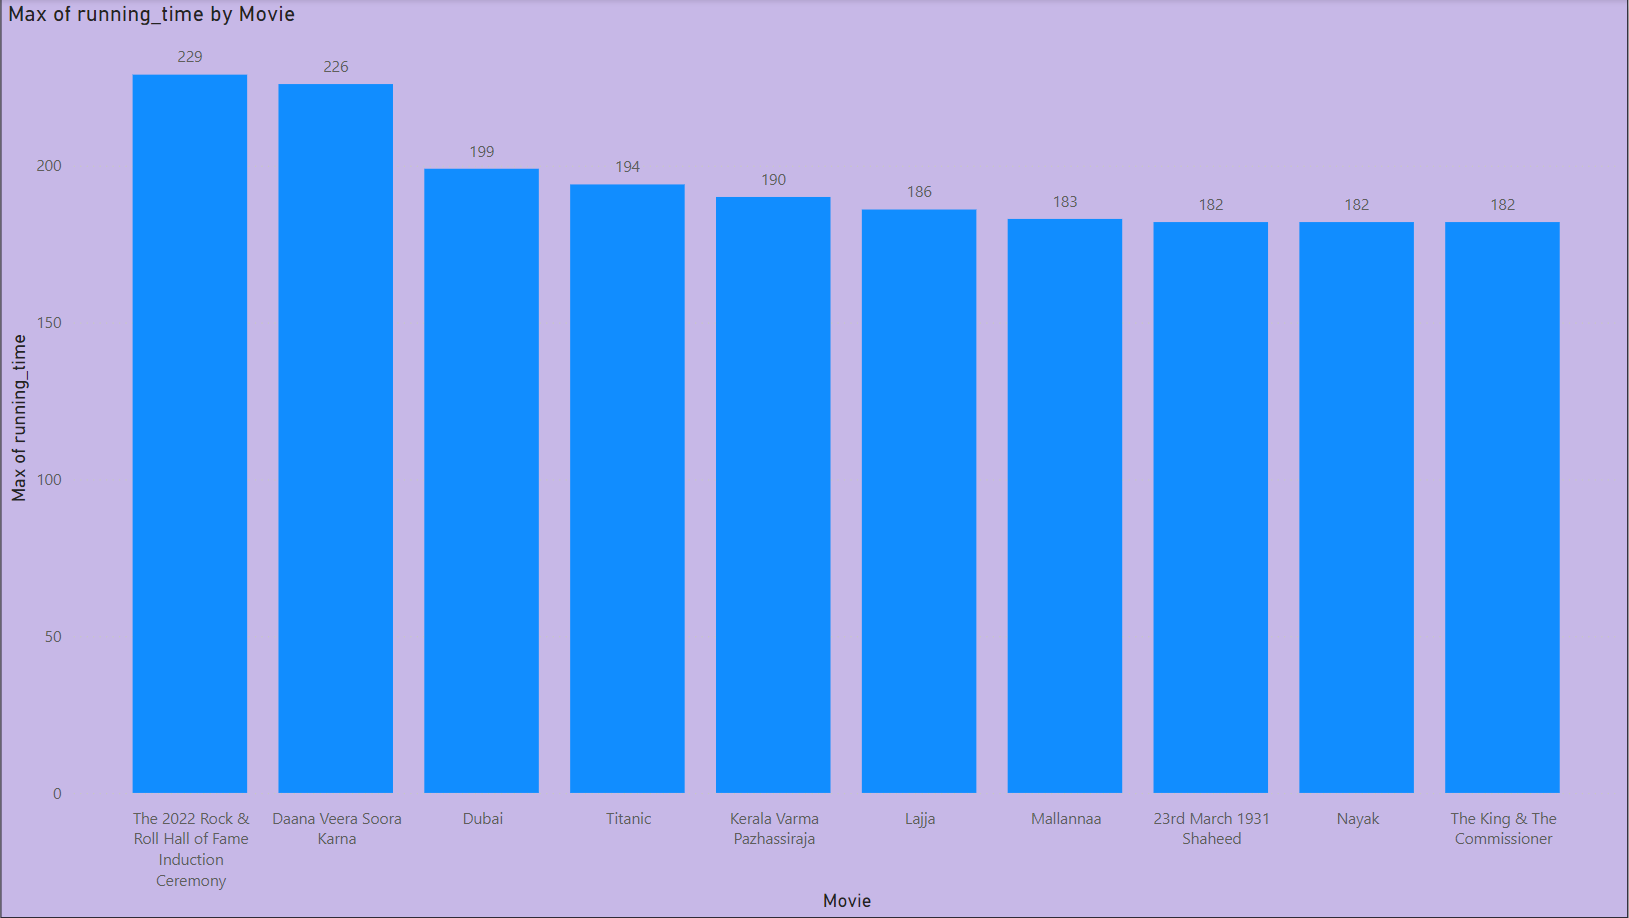 Max of running_time by Movie
229
226
199
194
190
186
183
182
182
182
200
150
100
50
0
Max of running_time
The 2022 Rock &
Roll Hall of Fame
Induction
Ceremony
Daana Veera Soora
Karna
Dubai
Titanic
Kerala Varma
Pazhassiraja
Lajja
Mallannaa
23rd March 1931
Shaheed
Nayak
The King & The
Commissioner
Movie